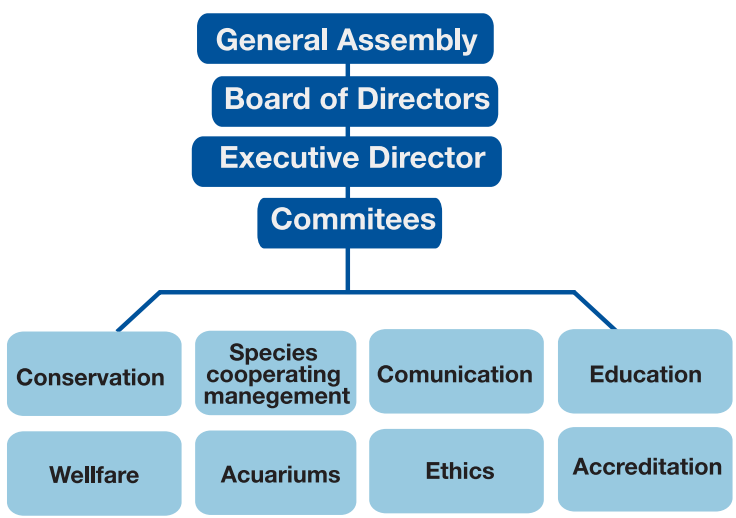 General Assembly
Board of Directors
Executive Director
Commitees
Conservation
Species
cooperating
manegement
Comunication
Education
Wellfare
Acuariums
Ethics
Accreditation